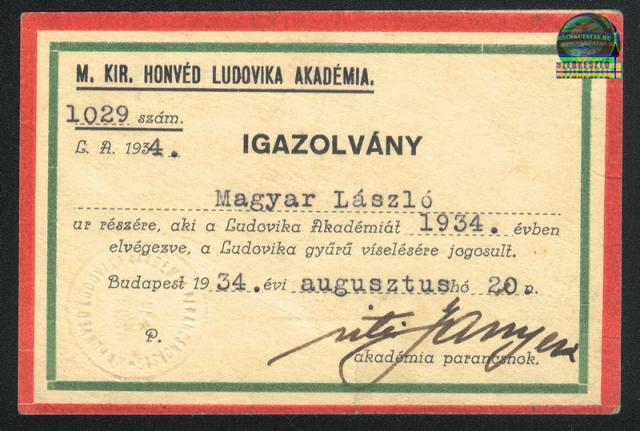 M. KIR. HONVÉD LUDOVIKA AKADÉMIA.
1029 szám.
L. A. 1934.
IGAZOLVÁNY
Magyar László
ur részére, aki a Ludovika Akadémiát 1934. évben
elvégezve, a Ludovika gyűrű viselésére jogosult.
Budapest 1934. évi augusztus hó 20 n.
P.
akadémia parancsnok.